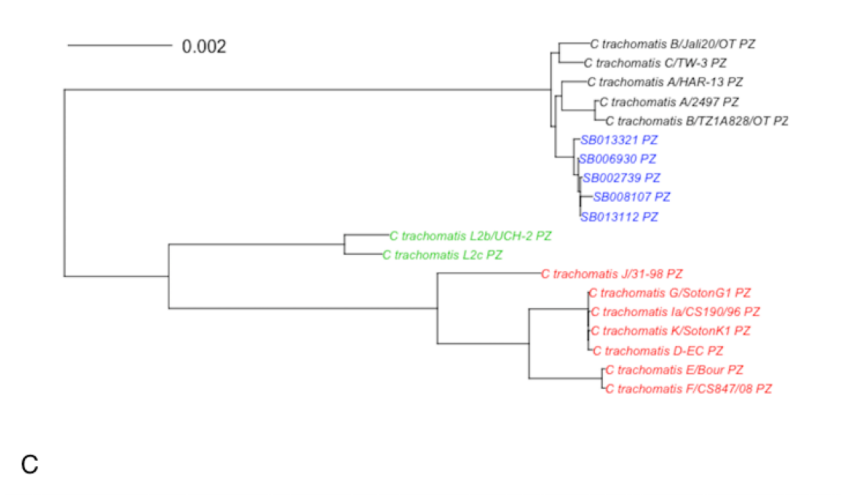 0.002
C trachomatis B/Jali20/OT PZ
C trachomatis C/TW-3 PZ
C trachomatis A/HAR-13 PZ
C trachomatis A/2497 PZ
C trachomatis B/TZ1A828/OT PZ
SB013321 PZ
SB006930 PZ
SB002739 PZ
SB008107 PZ
SB013112 PZ
C trachomatis L2b/UCH-2 PZ
C trachomatis L2c PZ
C trachomatis J/31-98 PZ
C trachomatis G/SotonG1 PZ
C trachomatis Ia/CS190/96 PZ
C trachomatis K/SotonK1 PZ
C trachomatis D-EC PZ
C trachomatis E/Bour PZ
C trachomatis F/CS847/08 PZ
C